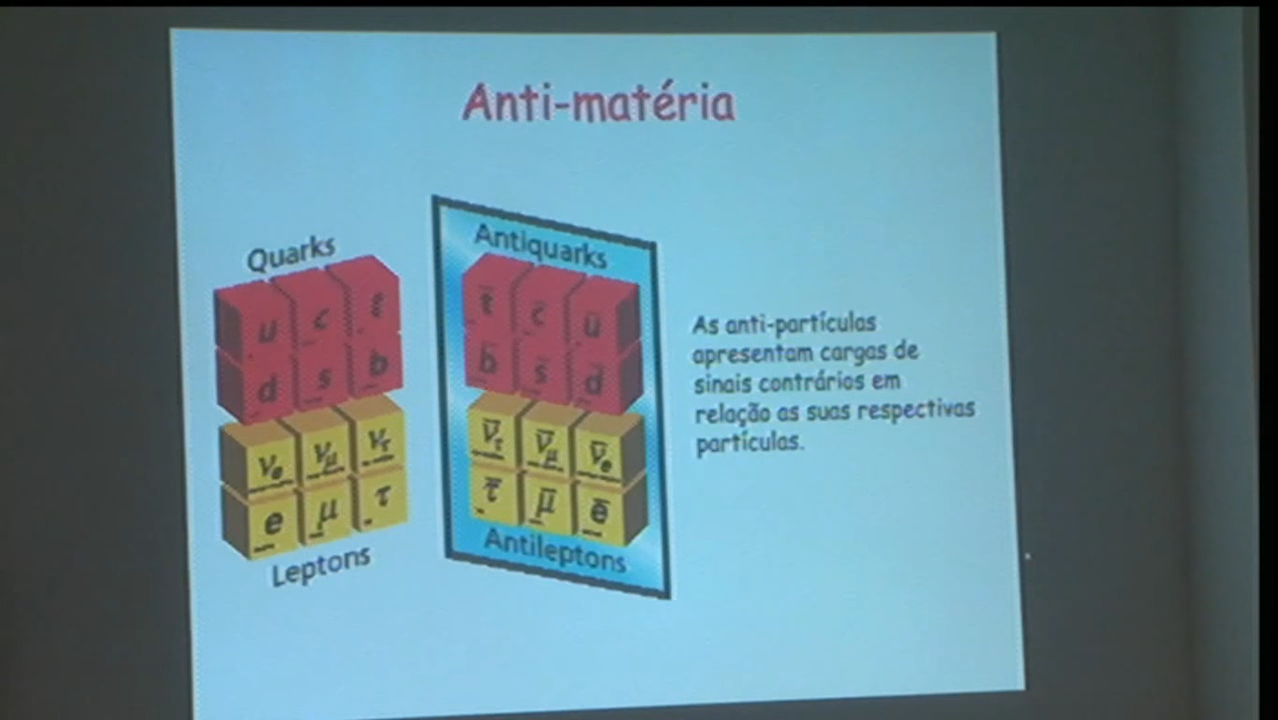 Anti-matéria
Quarks
u c t
d s b
νe νμ ντ
e μ τ
Leptons
Antiquarks
t̄ c̄ ū
b̄ s̄ d̄
ν̄τ ν̄μ ν̄e
τ̄ μ̄ ē
Antileptons
As anti-partículas
apresentam cargas de
sinais contrários em
relação as suas respectivas
partículas.